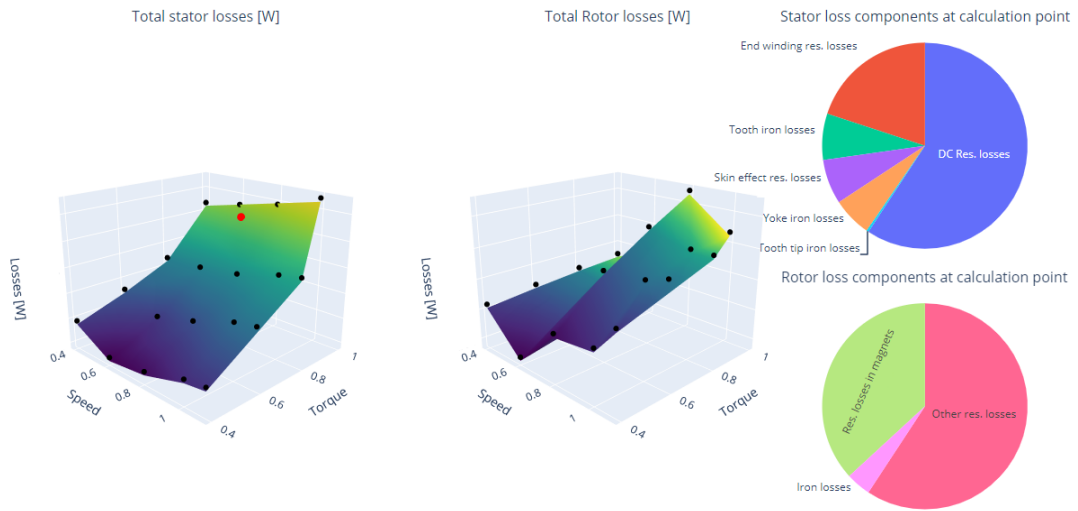 Total stator losses [W]
Total Rotor losses [W]
Stator loss components at calculation point
End winding res. losses
Tooth iron losses
DC Res. losses
Skin effect res. losses
Yoke iron losses
Tooth tip iron losses
Losses [W]
0.4
0.6
0.8
1
Speed
0.4
0.6
0.8
1
Torque
Losses [W]
0.4
0.6
0.8
1
Speed
0.4
0.6
0.8
1
Torque
Rotor loss components at calculation point
Res. losses in magnets
Other res. losses
Iron losses